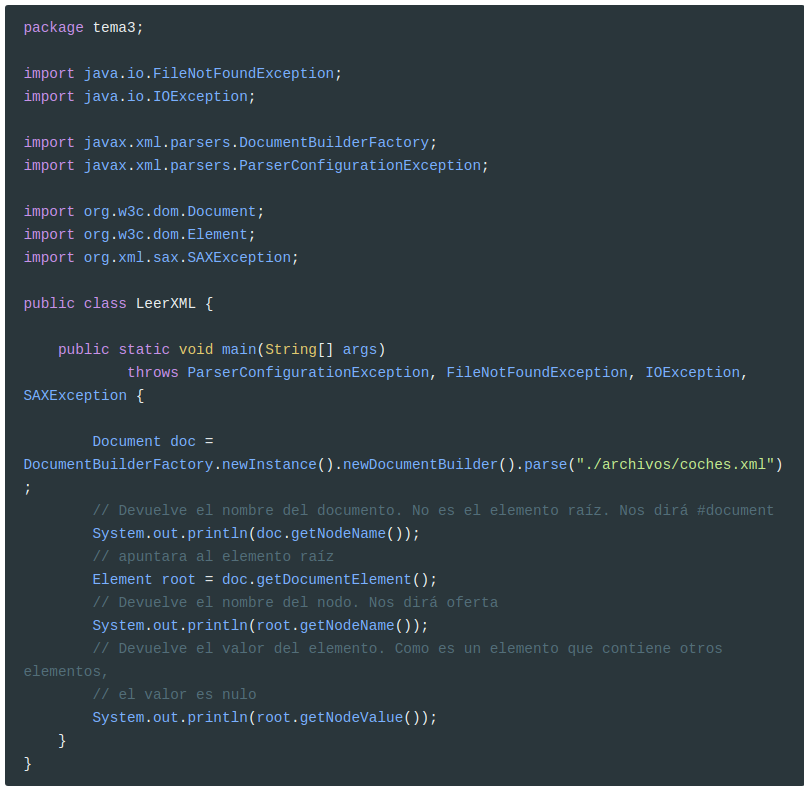 package tema3;

import java.io.FileNotFoundException;
import java.io.IOException;

import javax.xml.parsers.DocumentBuilderFactory;
import javax.xml.parsers.ParserConfigurationException;

import org.w3c.dom.Document;
import org.w3c.dom.Element;
import org.xml.sax.SAXException;

public class LeerXML {

    public static void main(String[] args)
            throws ParserConfigurationException, FileNotFoundException, IOException,
SAXException {

        Document doc =
DocumentBuilderFactory.newInstance().newDocumentBuilder().parse("./archivos/coches.xml")
;
        // Devuelve el nombre del documento. No es el elemento raíz. Nos dirá #document
        System.out.println(doc.getNodeName());
        // apuntara al elemento raíz
        Element root = doc.getDocumentElement();
        // Devuelve el nombre del nodo. Nos dirá oferta
        System.out.println(root.getNodeName());
        // Devuelve el valor del elemento. Como es un elemento que contiene otros
elementos,
        // el valor es nulo
        System.out.println(root.getNodeValue());
    }
}